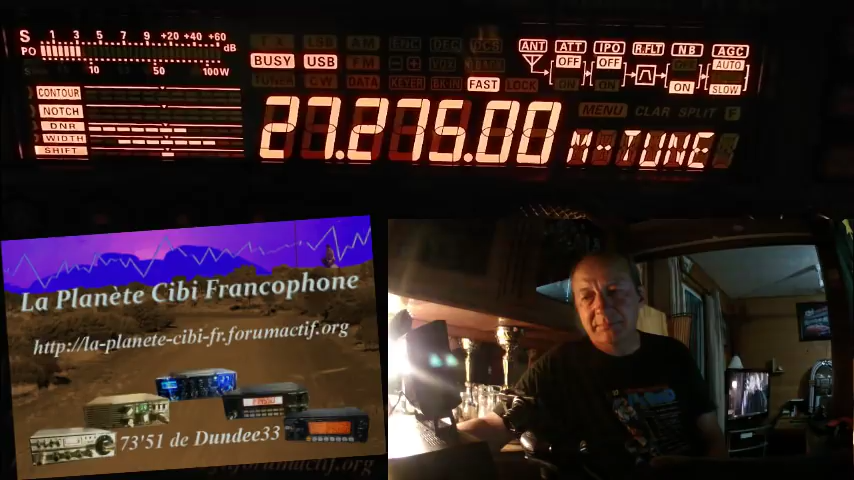 S 1 3 5 7 9 +20 +40 +60 dB
PO 10 50 100W
BUSY USB
FAST
ANT ATT IPO R.FLT NB AGC
OFF OFF AUTO
ON SLOW
CONTOUR
NOTCH
DNR
WIDTH
SHIFT
MENU CLAR SPLIT F
27.275.00 M-TUNE
La Planète Cibi Francophone
http://la-planete-cibi-fr.forumactif.org
73'51 de Dundee33